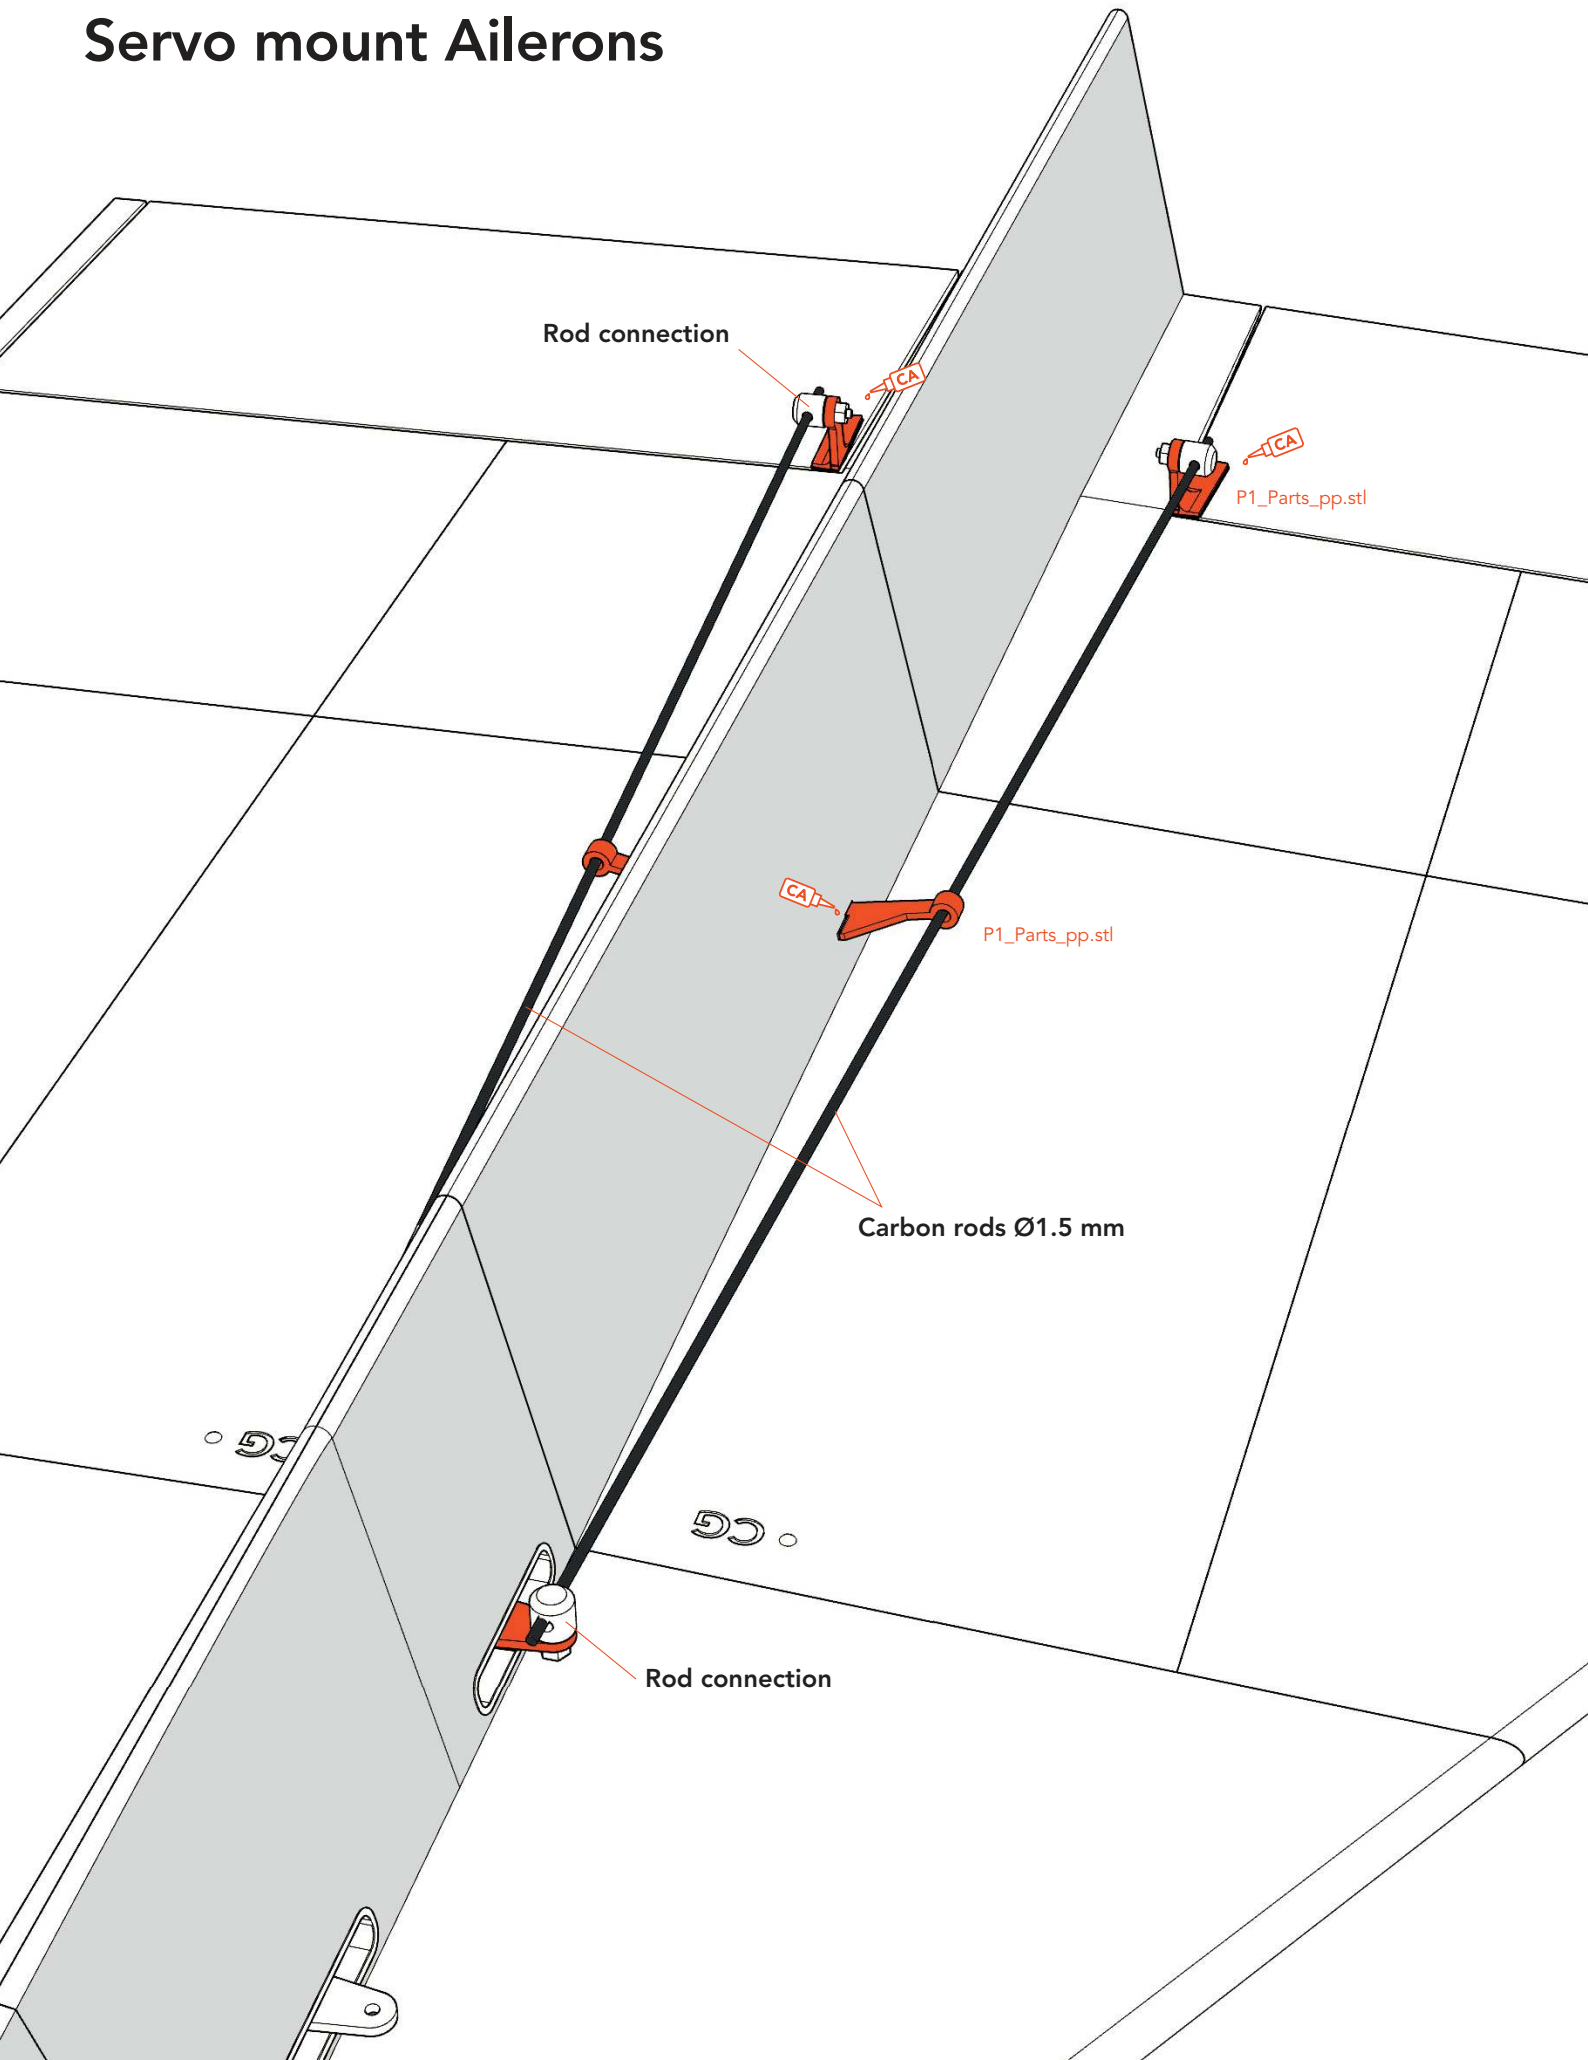 Servo mount Ailerons
Rod connection
CA
CA
P1_Parts_pp.stl
CA
P1_Parts_pp.stl
Carbon rods Ø1.5 mm
CG
CG
Rod connection